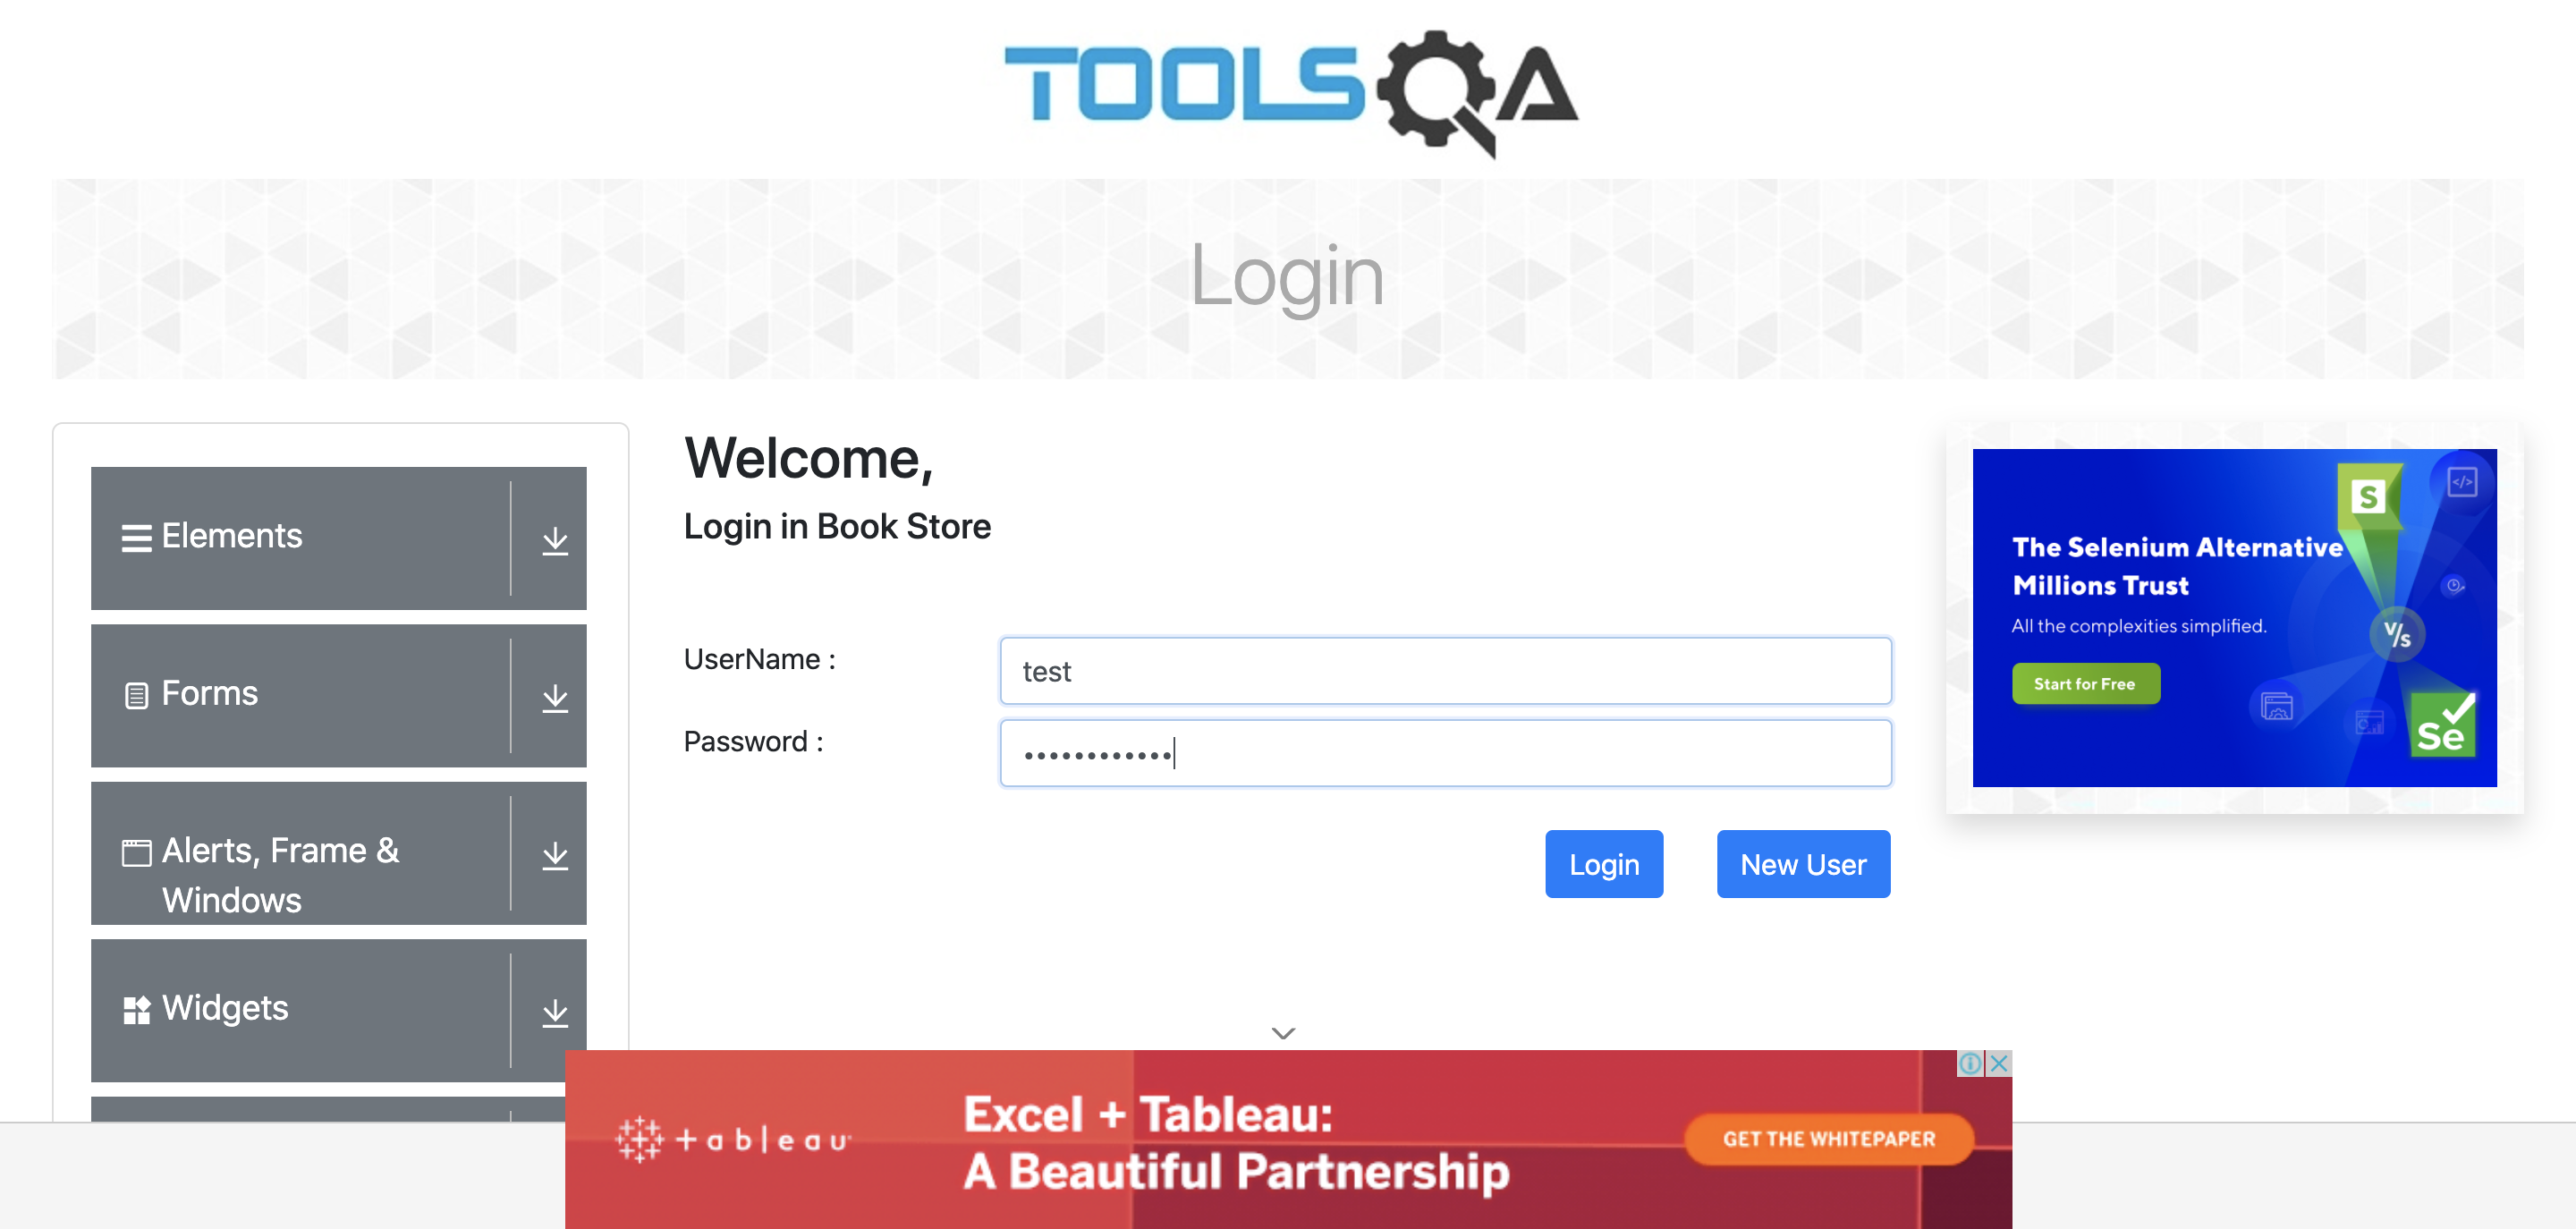 TOOLSQA
Login
Elements
Forms
Alerts, Frame &
Windows
Widgets
Welcome,
Login in Book Store
UserName :
test
Password :
••••••••••••
Login
New User
The Selenium Alternative
Millions Trust
All the complexities simplified.
Start for Free
S
</>
V/s
Se
+ableau
Excel + Tableau:
A Beautiful Partnership
GET THE WHITEPAPER